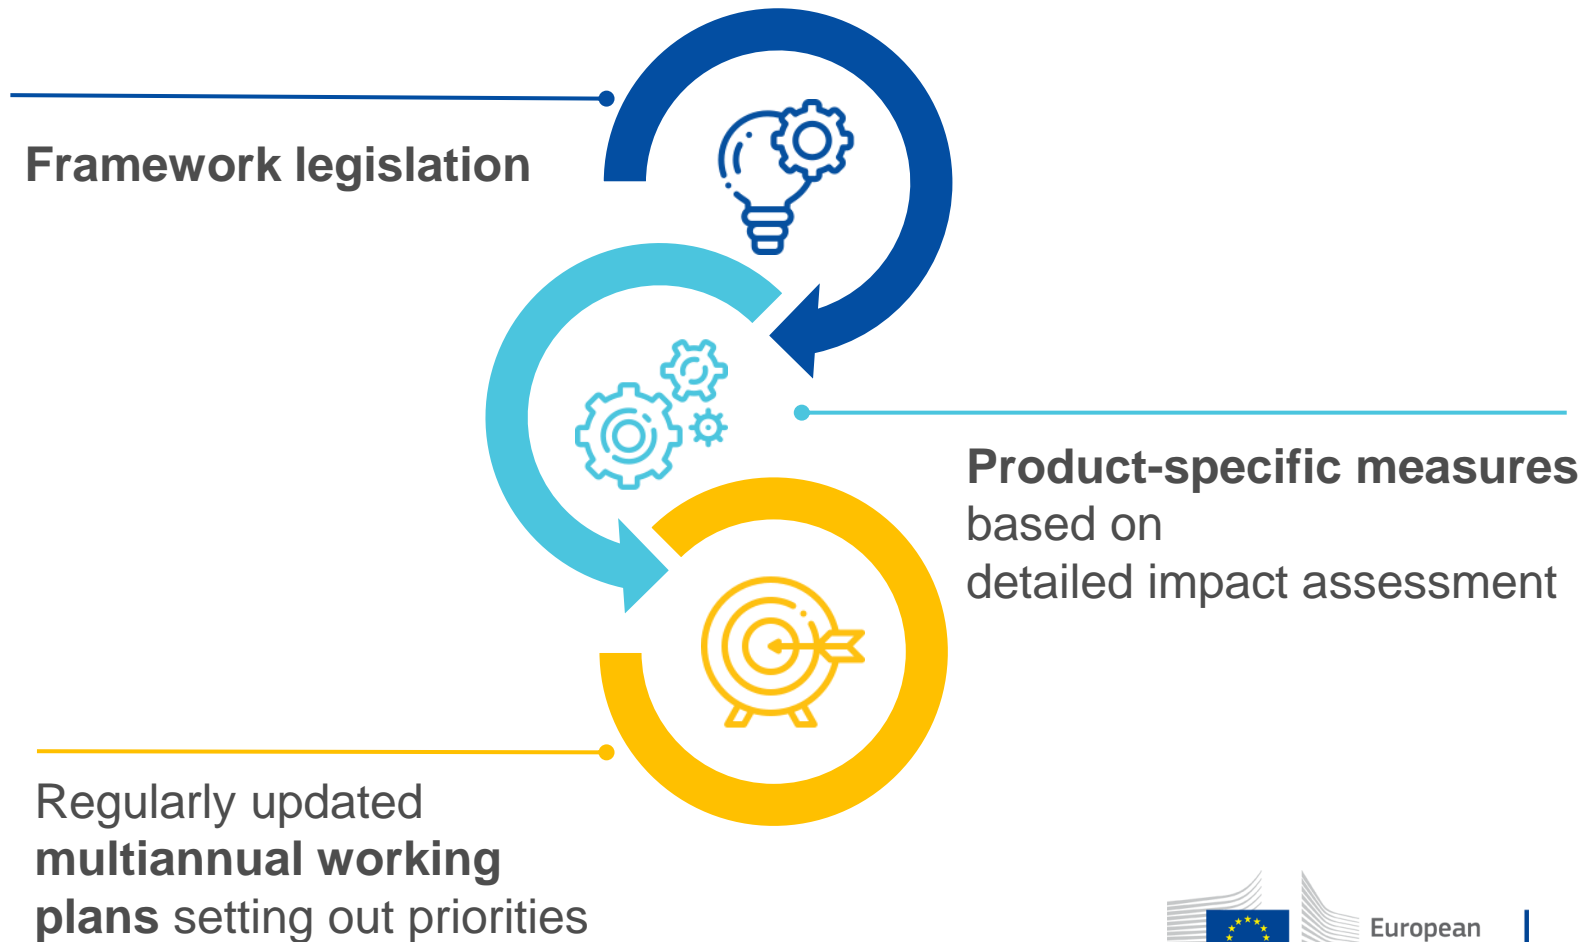 Framework legislation
Product-specific measures
based on
detailed impact assessment
Regularly updated
multiannual working
plans setting out priorities
European